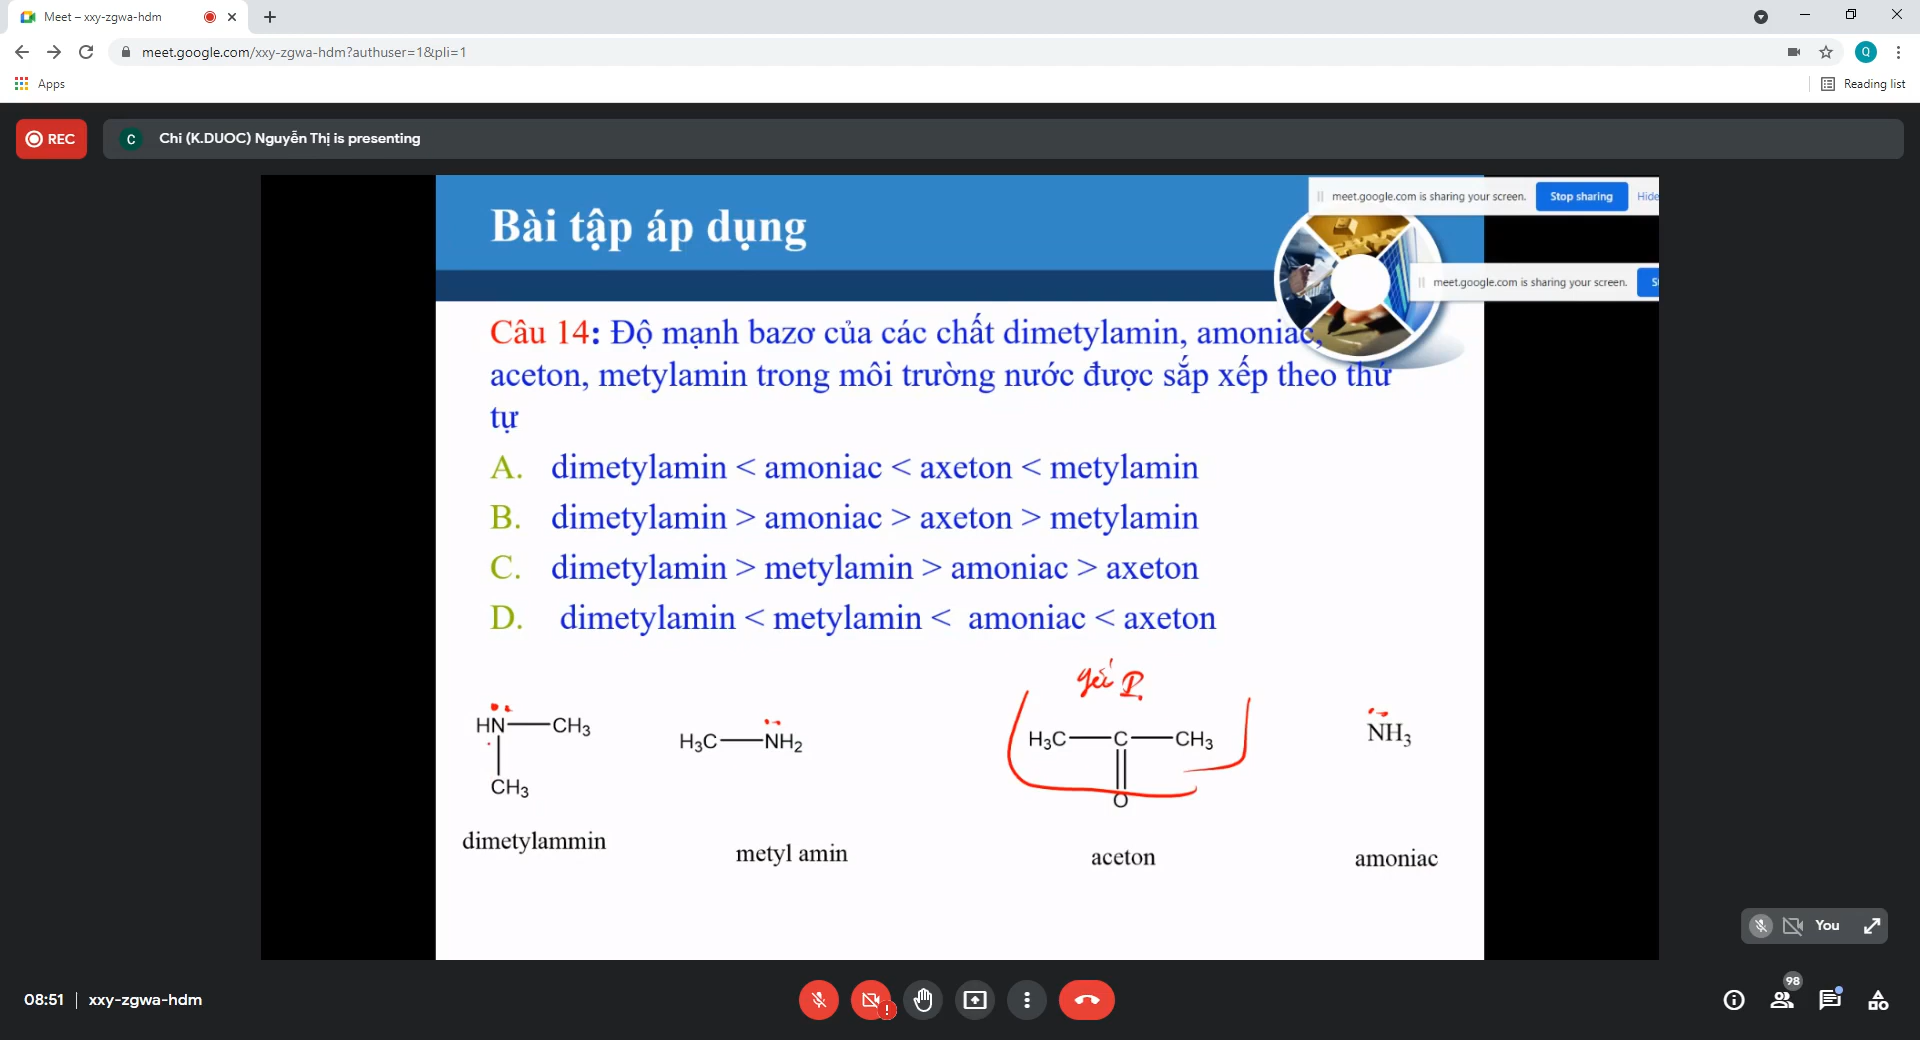 Meet – xxy-zgwa-hdm
meet.google.com/xxy-zgwa-hdm?authuser=1&pli=1
Q
Apps
Reading list
REC
C
Chi (K.DUOC) Nguyễn Thị is presenting
Bài tập áp dụng
meet.google.com is sharing your screen.
Stop sharing
Hide
meet.google.com is sharing your screen.
S
Câu 14: Độ mạnh bazơ của các chất dimetylamin, amoniac,
aceton, metylamin trong môi trường nước được sắp xếp theo thứ
tự
A. dimetylamin < amoniac < axeton < metylamin
B. dimetylamin > amoniac > axeton > metylamin
C. dimetylamin > metylamin > amoniac > axeton
D. dimetylamin < metylamin < amoniac < axeton
HN CH3
CH3
H3C NH2
H3C C CH3
O
NH3
dimetylammin
metyl amin
aceton
amoniac
You
08:51 | xxy-zgwa-hdm
98